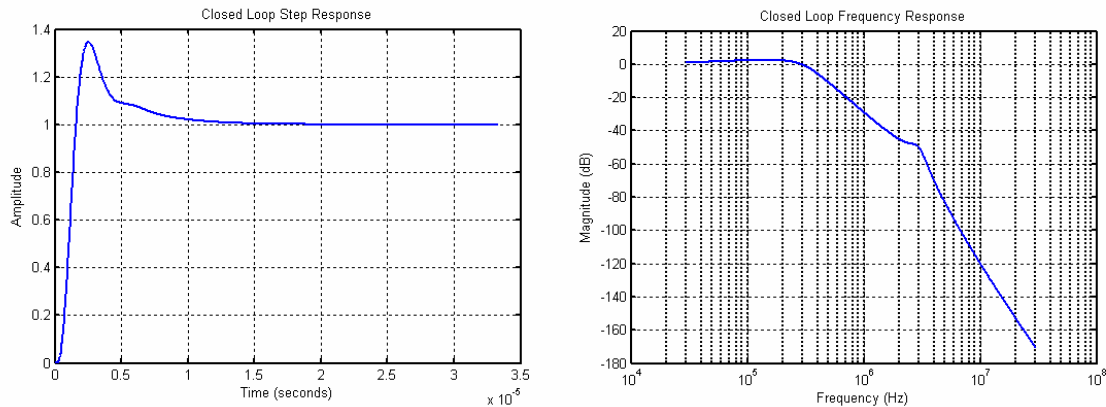 Closed Loop Step Response
1.4
1.2
1
0.8
0.6
0.4
0.2
0
Amplitude
0 0.5 1 1.5 2 2.5 3 3.5
Time (seconds)
x 10^-5
Closed Loop Frequency Response
20
0
-20
-40
-60
-80
-100
-120
-140
-160
-180
Magnitude (dB)
10^4 10^5 10^6 10^7 10^8
Frequency (Hz)